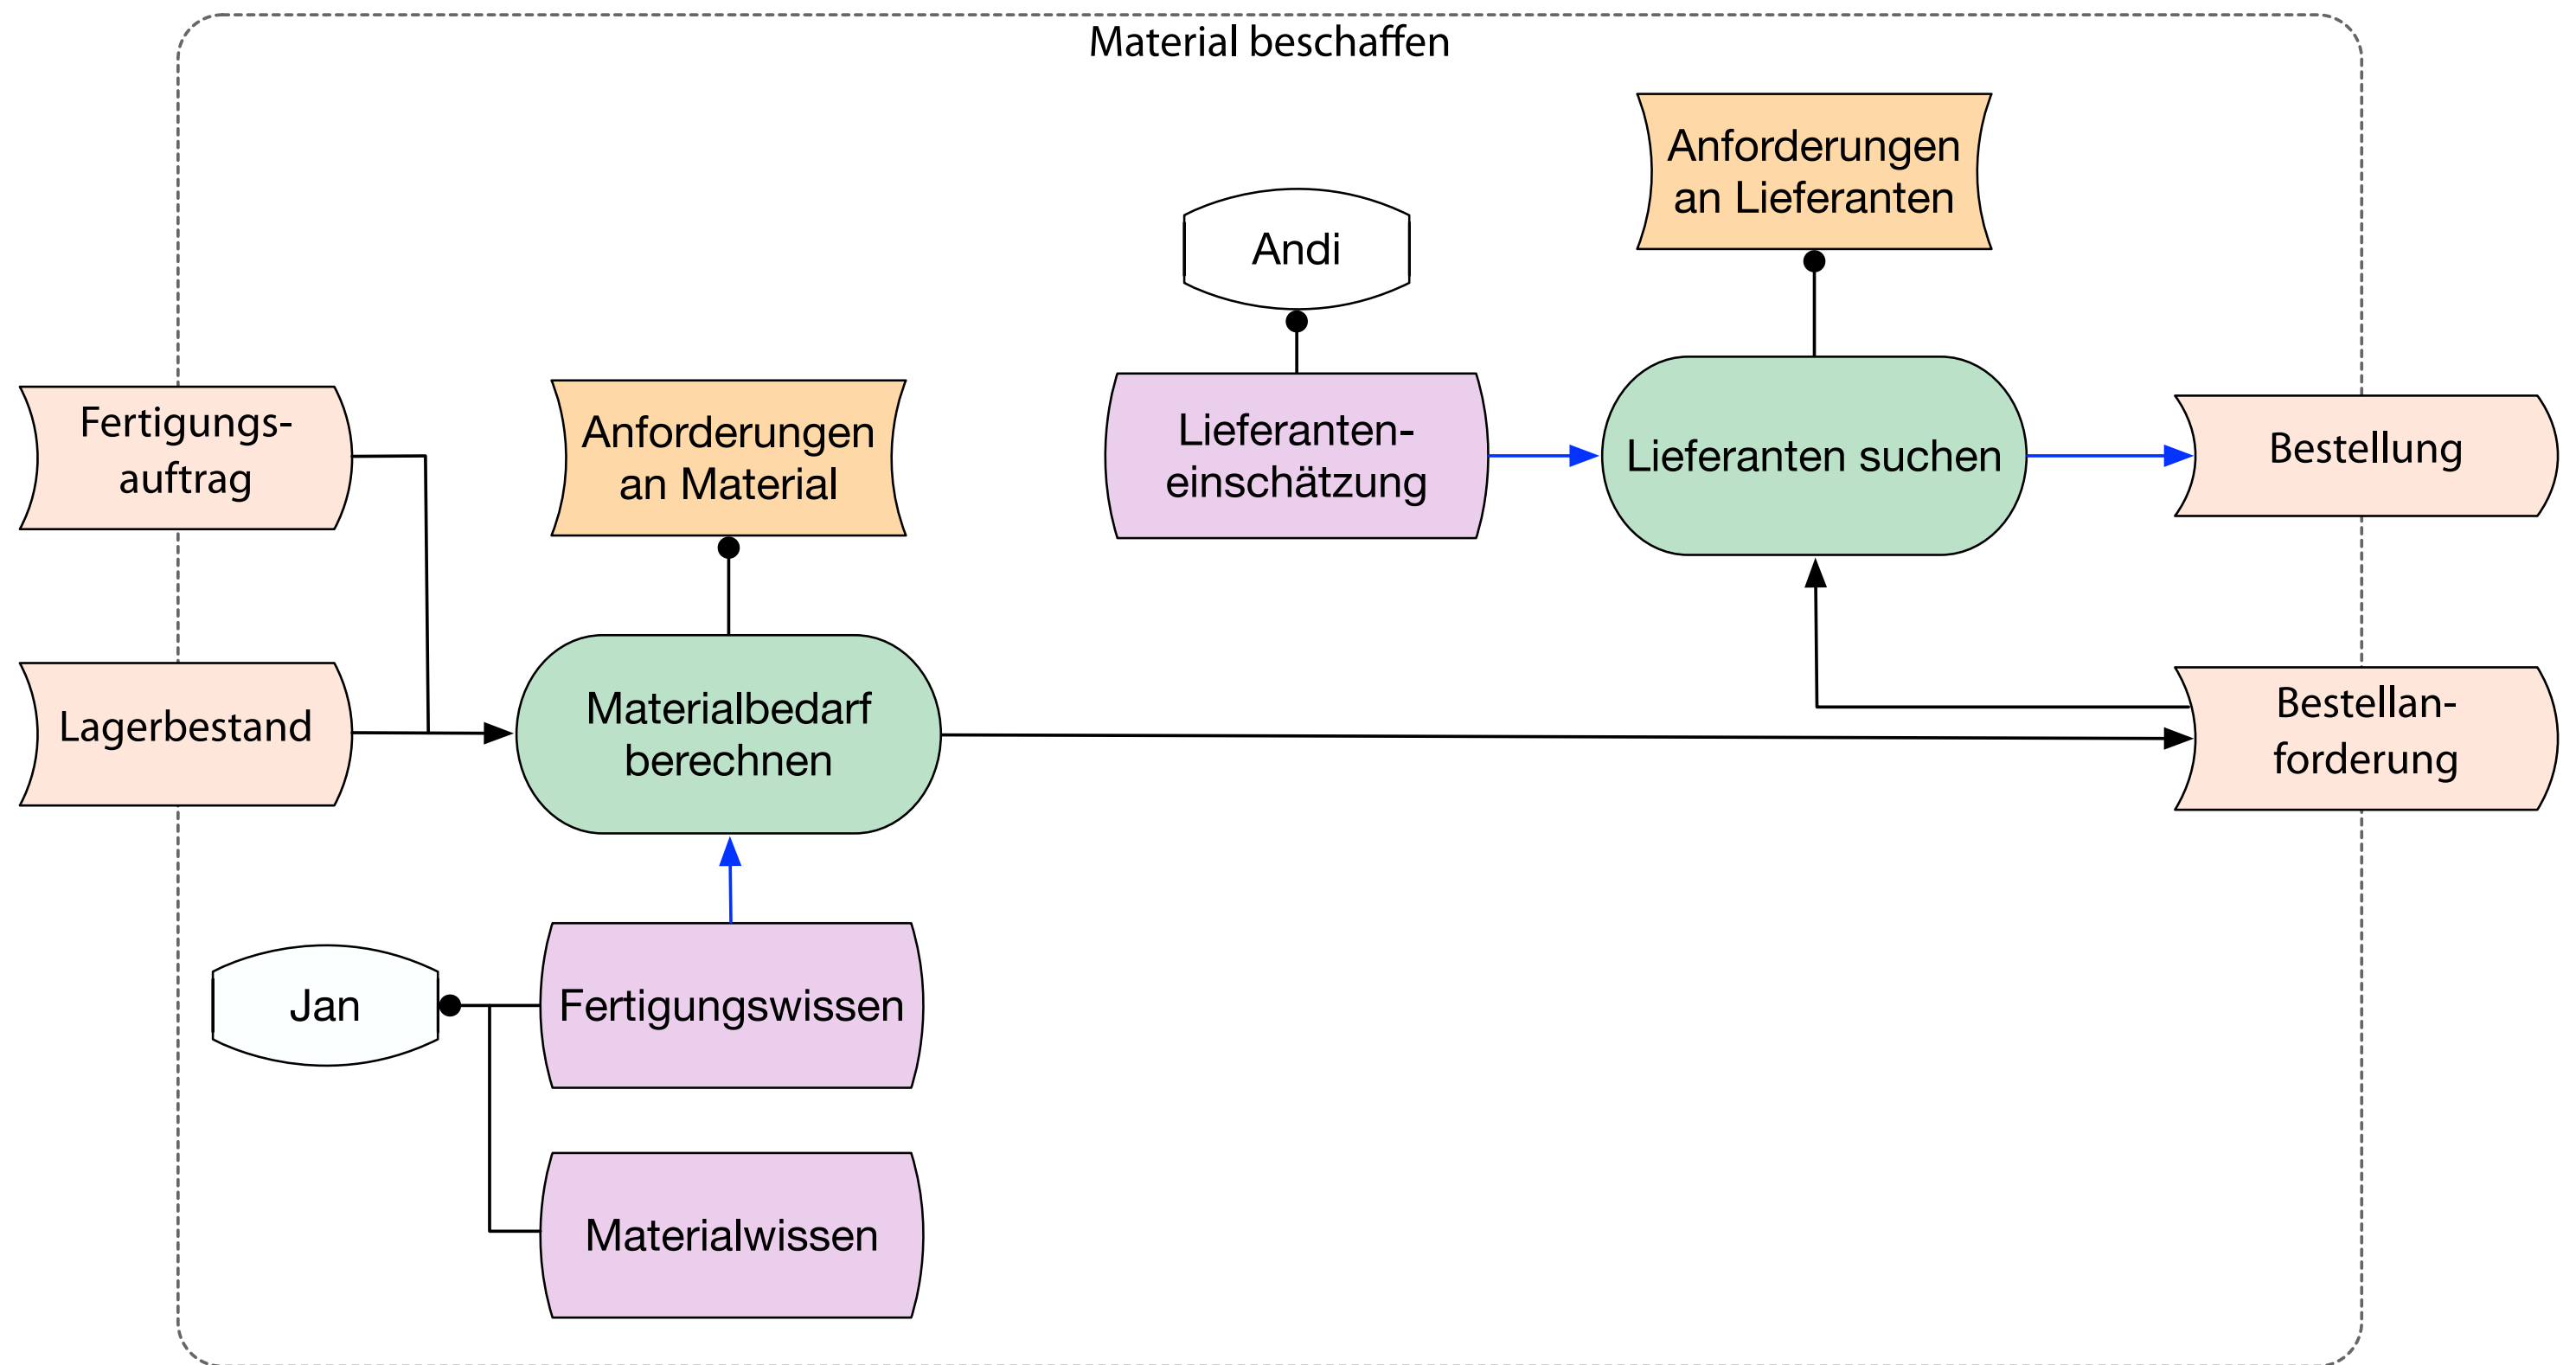 Material beschaffen
Anforderungen
an Lieferanten
Andi
Fertigungs-
auftrag
Anforderungen
an Material
Lieferanten-
einschätzung
Lieferanten suchen
Bestellung
Lagerbestand
Materialbedarf
berechnen
Bestellan-
forderung
Jan
Fertigungswissen
Materialwissen